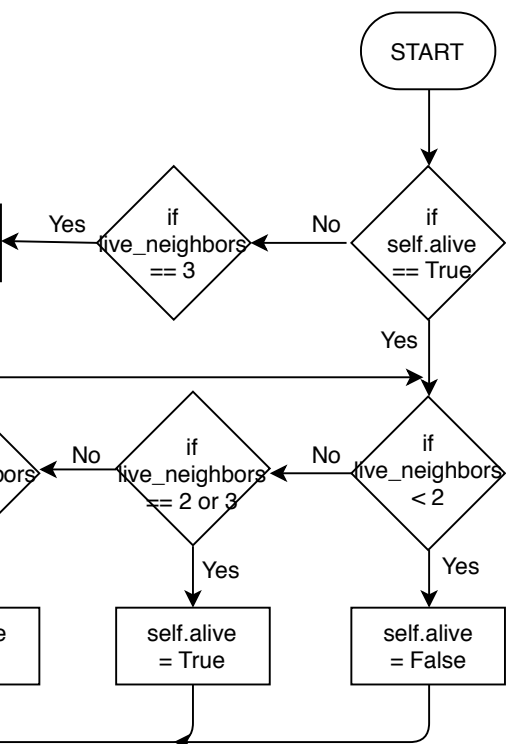 START
if
self.alive
== True
No
if
live_neighbors
== 3
Yes
Yes
if
live_neighbors
< 2
No
if
live_neighbors
== 2 or 3
No
Yes
Yes
self.alive
= True
self.alive
= False